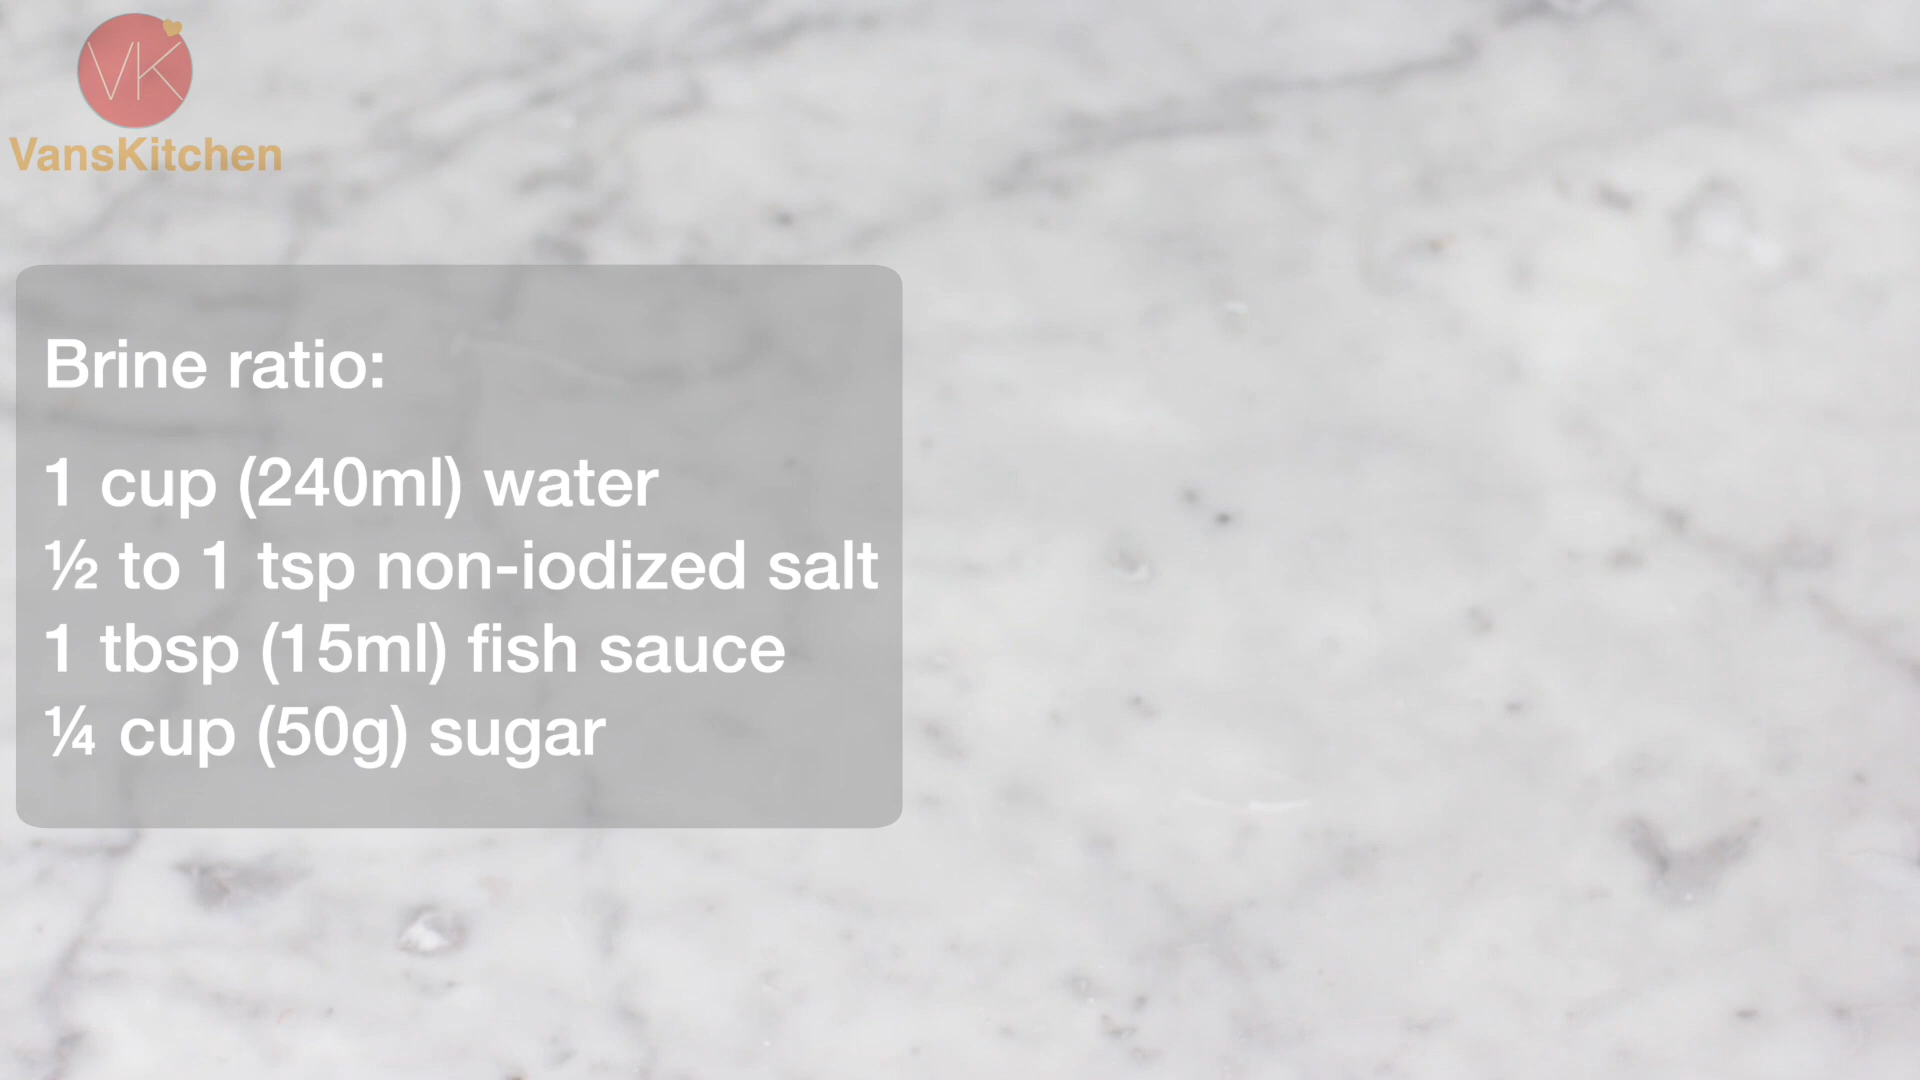 VK
VansKitchen
Brine ratio:
1 cup (240ml) water
½ to 1 tsp non-iodized salt
1 tbsp (15ml) fish sauce
¼ cup (50g) sugar